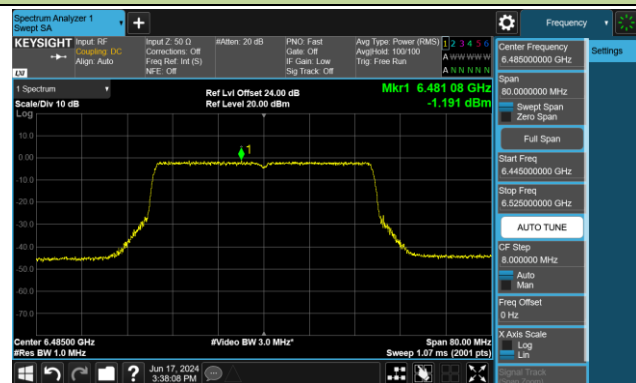 Spectrum Analyzer 1
Swept SA
Frequency
KEYSIGHT
Input: RF
Coupling: DC
Align: Auto
Input Z: 50 Ω
Corrections: Off
Freq Ref: Int (S)
NFE: Off
#Atten: 20 dB
PNO: Fast
Gate: Off
IF Gain: Low
Sig Track: Off
Avg Type: Power (RMS)
Avg|Hold: 100/100
Trig: Free Run
1 2 3 4 5 6
A W W W W W
A N N N N N
LXI
1 Spectrum
Scale/Div 10 dB
Log
Ref Lvl Offset 24.00 dB
Ref Level 20.00 dBm
Mkr1 6.481 08 GHz
-1.191 dBm
10.0
0.00
-10.0
-20.0
-30.0
-40.0
-50.0
-60.0
-70.0
1
Center 6.48500 GHz
#Res BW 1.0 MHz
#Video BW 3.0 MHz*
Span 80.00 MHz
Sweep 1.07 ms (2001 pts)
Jun 17, 2024
3:38:08 PM
Center Frequency
6.485000000 GHz
Settings
Span
80.0000000 MHz
Swept Span
Zero Span
Full Span
Start Freq
6.445000000 GHz
Stop Freq
6.525000000 GHz
AUTO TUNE
CF Step
8.000000 MHz
Auto
Man
Freq Offset
0 Hz
X Axis Scale
Log
Lin
Signal Track